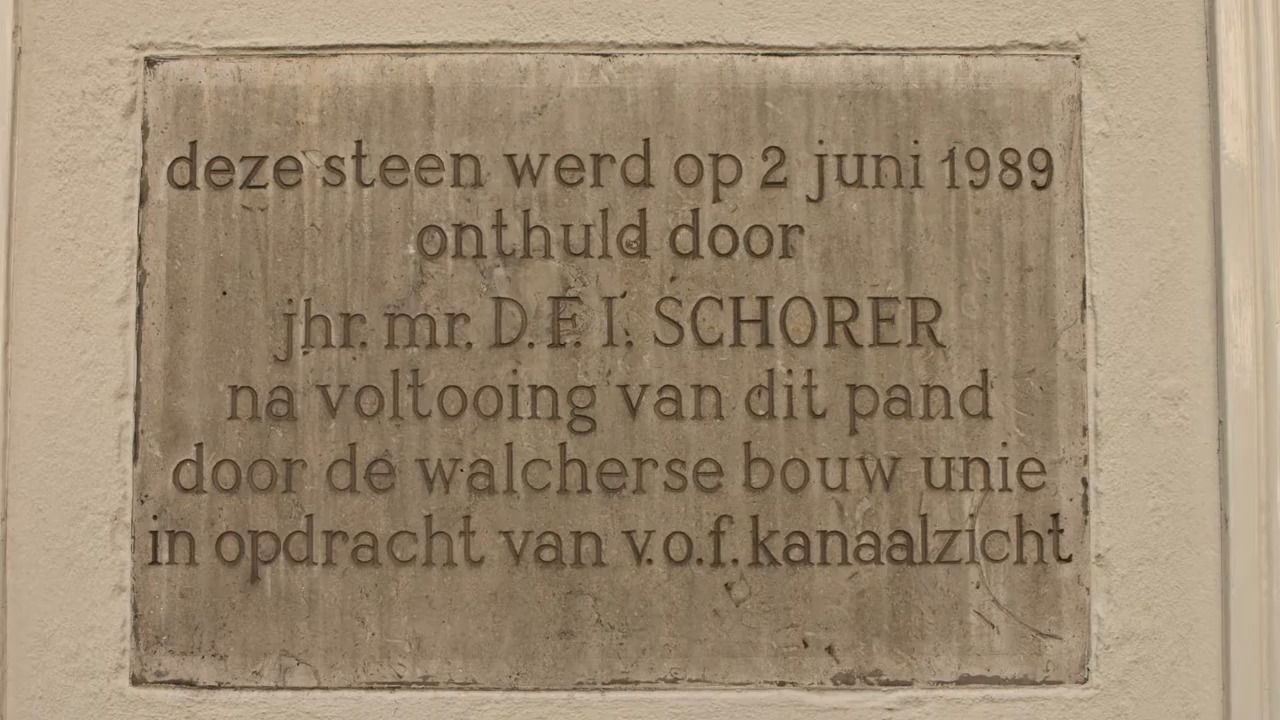 deze steen werd op 2 juni 1989
onthuld door
jhr. mr. D.F.I. SCHORER
na voltooing van dit pand
door de walcherse bouw unie
in opdracht van v.o.f. kanaalzicht